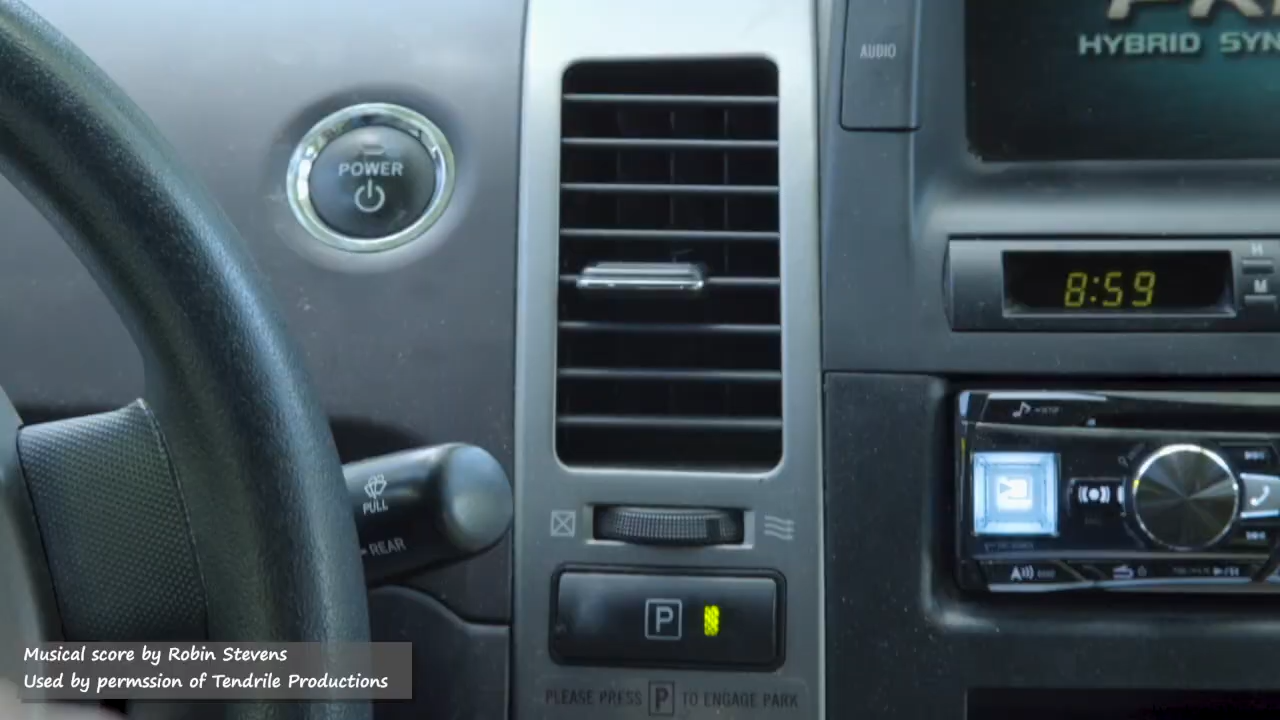 AUDIO
HYBRID SYN
POWER
8:59
H
M
PULL
REAR
P
PLEASE PRESS P TO ENGAGE PARK
Musical score by Robin Stevens
Used by permssion of Tendrile Productions